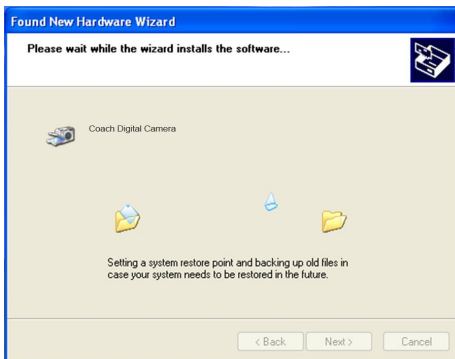 Found New Hardware Wizard
Please wait while the wizard installs the software...
Coach Digital Camera
Setting a system restore point and backing up old files in
case your system needs to be restored in the future.
< Back
Next >
Cancel